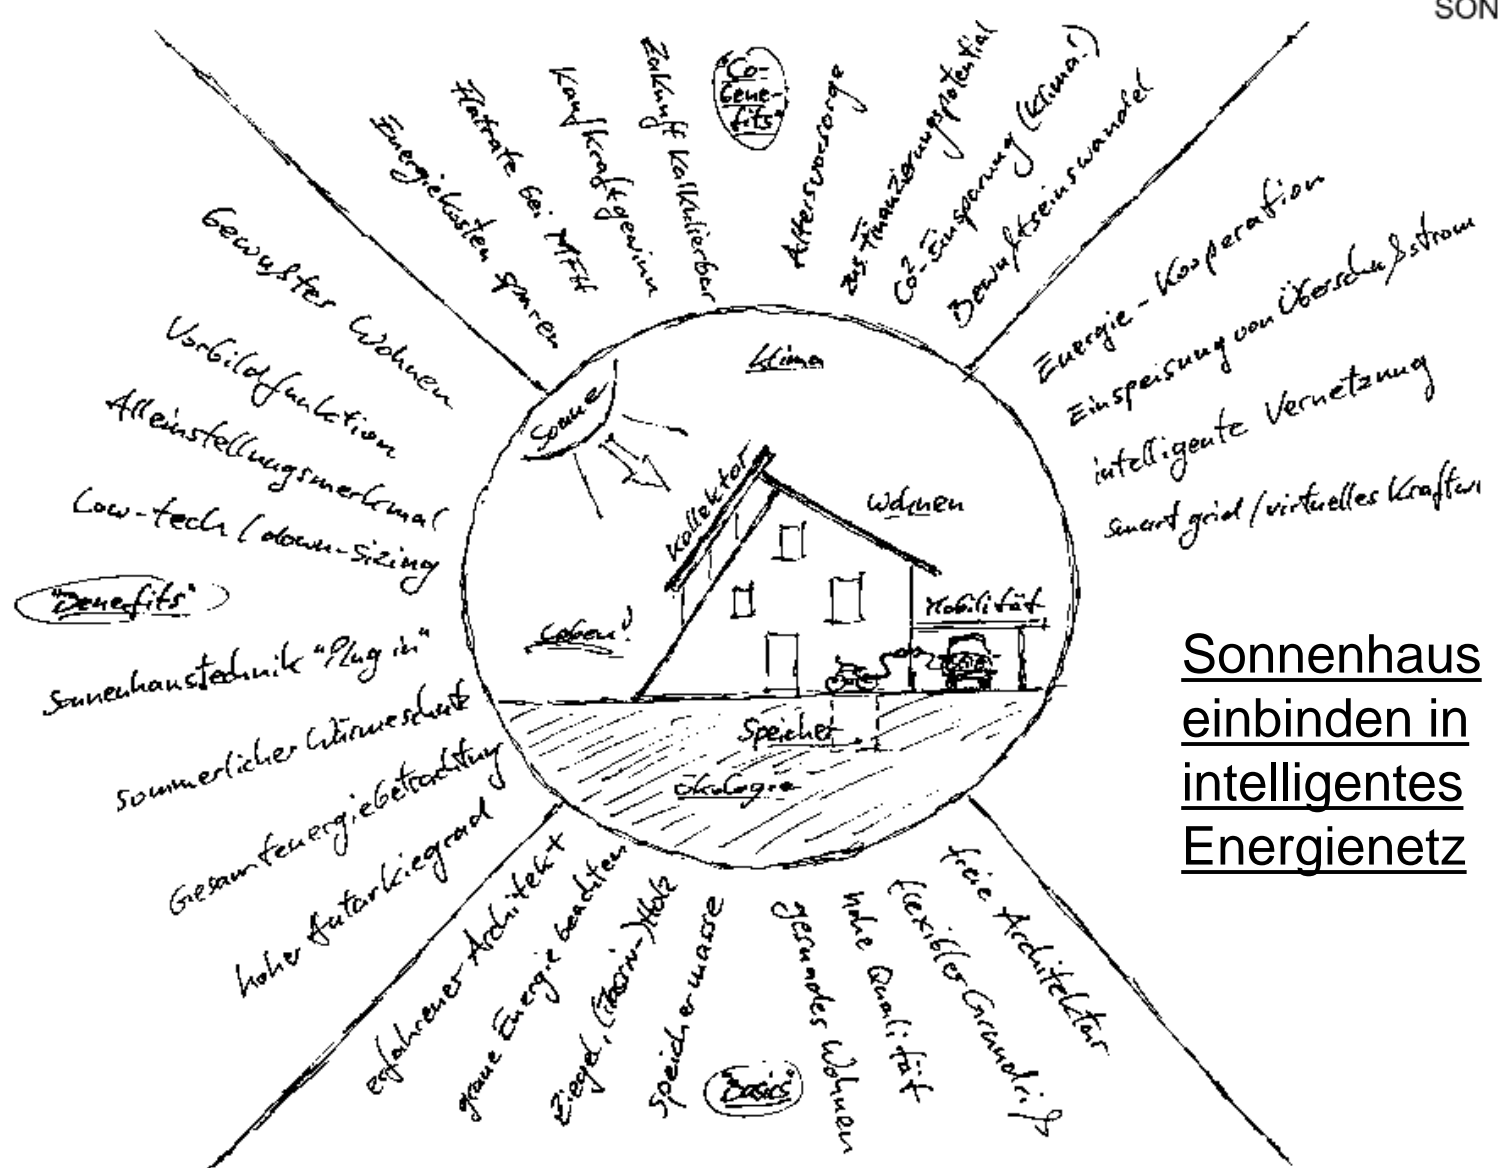 SON
Energiekosten sparen
Flatrate bei MFH
Kaufkraftgewinn
Zukunft kalkulierbar
"Co-
Bene-
fits"
Altersvorsorge
zus. Finanzierungspotential
CO²-Einsparung (Klima!)
Bewußtseinswandel
Energie-Kooperation
Einspeisung von Überschußstrom
intelligente Vernetzung
smart grid / virtuelles Kraftw
bewußter Wohnen
Vorbildfunktion
Alleinstellungsmerkmal
Low-tech / down-sizing
"Benefits"
Sonnenhaustechnik "Plug in"
sommerlicher Wärmeschutz
Gesamtenergiebetrachtung
hoher Autarkiegrad
Klima
Sonne
Kollektor
Wohnen
Leben!
Mobilität
Speicher
Ökologie
Sonnenhaus
einbinden in
intelligentes
Energienetz
erfahrener Architekt
graue Energie beachten
Ziegel, Holz
Speichermasse
"Basics"
gesundes Wohnen
hohe Qualität
flexibler Grundriß
freie Architektur